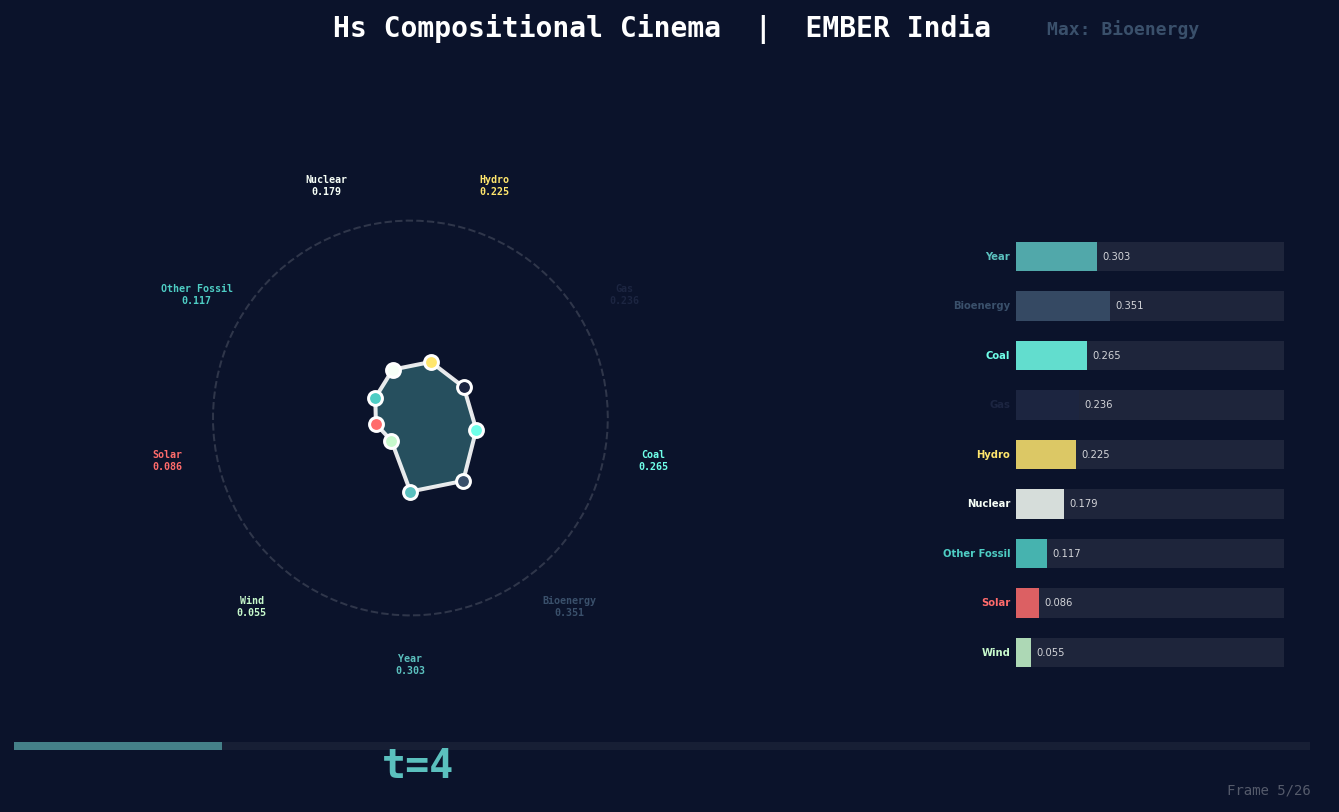 Hs Compositional Cinema | EMBER India
Max: Bioenergy
Nuclear
0.179
Hydro
0.225
Other Fossil
0.117
Gas
0.236
Solar
0.086
Coal
0.265
Wind
0.055
Bioenergy
0.351
Year
0.303
Year 0.303
Bioenergy 0.351
Coal 0.265
Gas 0.236
Hydro 0.225
Nuclear 0.179
Other Fossil 0.117
Solar 0.086
Wind 0.055
t=4
Frame 5/26